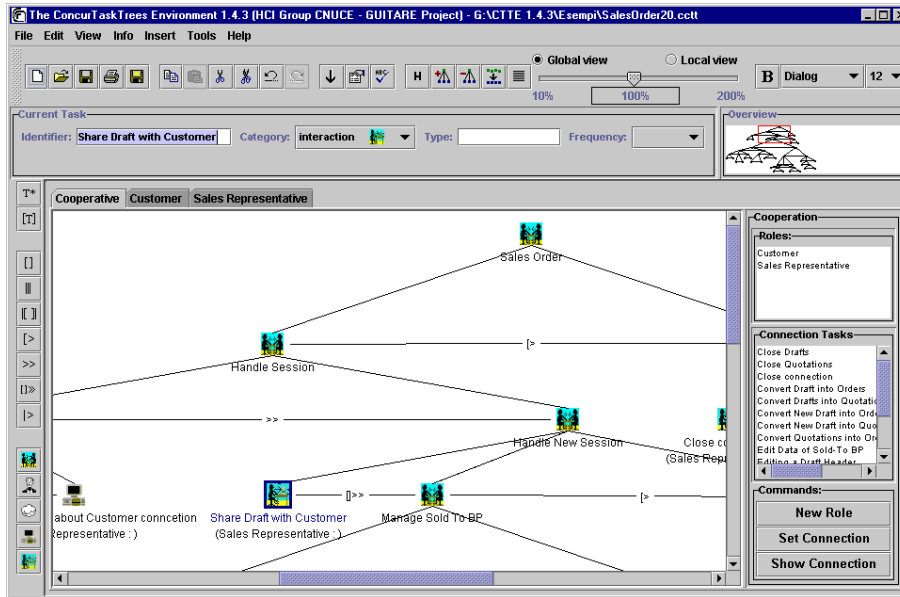 The ConcurTaskTrees Environment 1.4.3 (HCI Group CNUCE - GUITARE Project) - G:\CTTE 1.4.3\Esempi\SalesOrder20.cctt
File Edit View Info Insert Tools Help
Global view Local view
H B Dialog 12
10% 100% 200%
Current Task
Overview
Identifier: Share Draft with Customer Category: interaction Type: Frequency:
T*
[T]
[]
|||
|[]|
[>
>>
[]»
|>
Cooperative Customer Sales Representative
Sales Order
Handle Session
[>
>>
Handle New Session
Close co
(Sales Repr
[]>>
[>
about Customer conncetion
Representative : )
Share Draft with Customer
(Sales Representative : )
Manage Sold To BP
Cooperation
Roles:
Customer
Sales Representative
Connection Tasks
Close Drafts
Close Quotations
Close connection
Convert Draft into Orders
Convert Drafts into Quotatio
Convert New Draft into Orde
Convert New Draft into Quo
Convert Quotations into Ord
Edit Data of Sold-To BP
Editing a Draft Header
Commands:
New Role
Set Connection
Show Connection